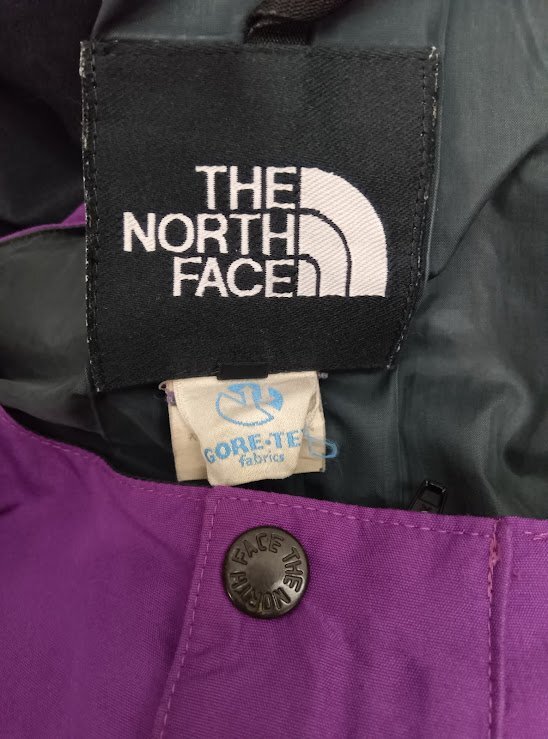 THE
NORTH
FACE
GORE-TEX
fabrics
THE NORTH FACE